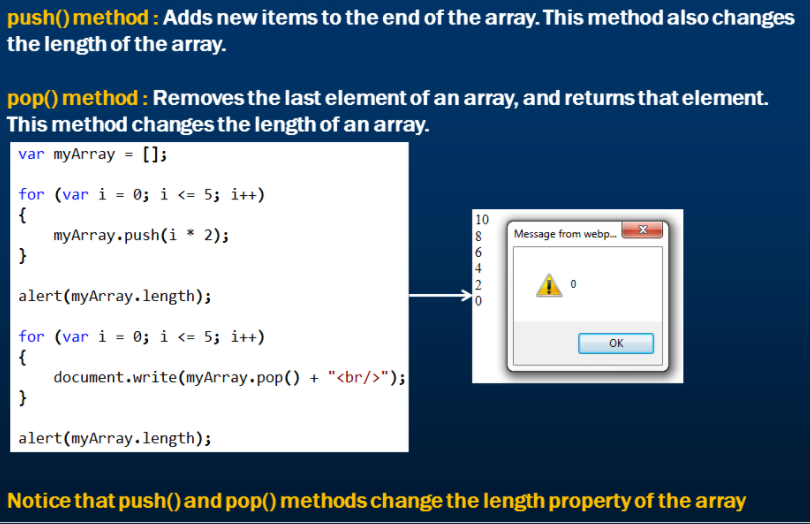 push() method : Adds new items to the end of the array. This method also changes
the length of the array.
pop() method : Removes the last element of an array, and returns that element.
This method changes the length of an array.
var myArray = [];
for (var i = 0; i <= 5; i++)
{
myArray.push(i * 2);
}
alert(myArray.length);
for (var i = 0; i <= 5; i++)
{
document.write(myArray.pop() + "<br/>");
}
alert(myArray.length);
10
8
6
4
2
0
Message from webp...
0
OK
Notice that push() and pop() methods change the length property of the array